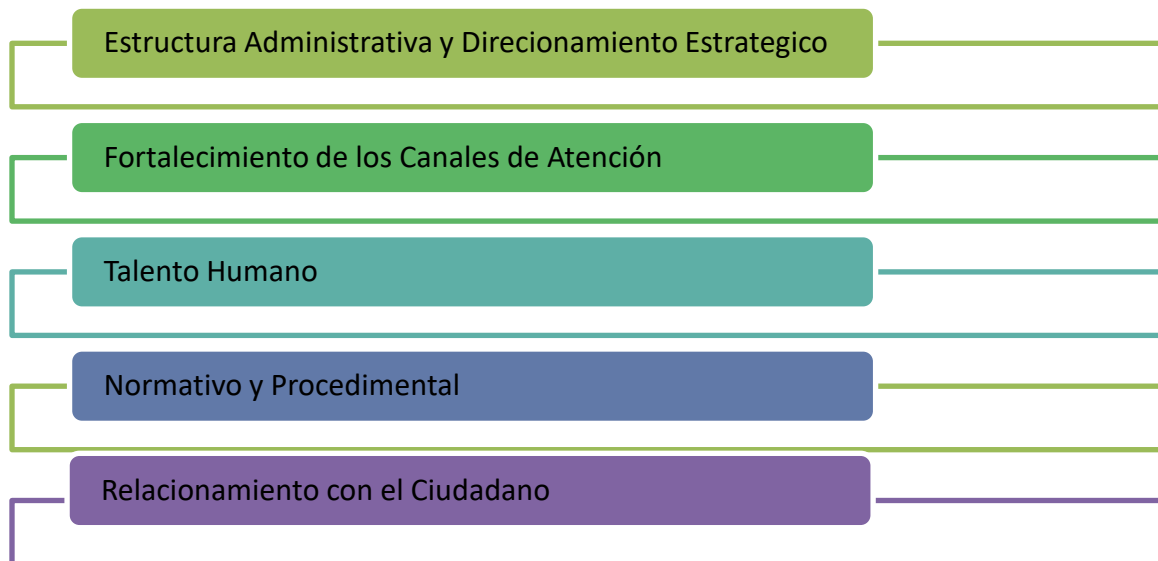 Estructura Administrativa y Direcionamiento Estrategico
Fortalecimiento de los Canales de Atención
Talento Humano
Normativo y Procedimental
Relacionamiento con el Ciudadano